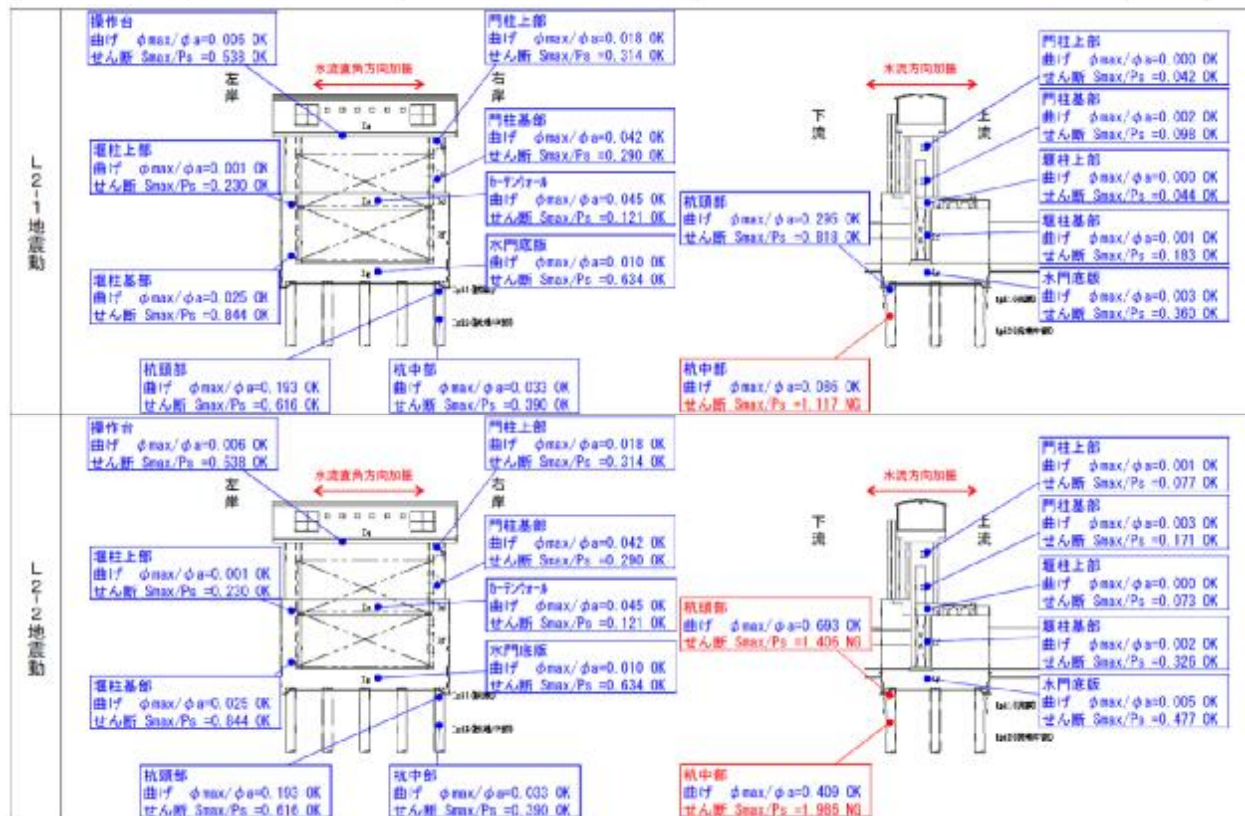 L2-1地震動
操作台
曲げ φmax/φa=0.006 OK
せん断 Smax/Ps =0.538 OK
門柱上部
曲げ φmax/φa=0.018 OK
せん断 Smax/Ps =0.314 OK
水流直角方向加振
左岸
右岸
門柱基部
曲げ φmax/φa=0.042 OK
せん断 Smax/Ps =0.290 OK
堰柱上部
曲げ φmax/φa=0.001 OK
せん断 Smax/Ps =0.230 OK
カーテンウォール
曲げ φmax/φa=0.045 OK
せん断 Smax/Ps =0.121 OK
水門底版
曲げ φmax/φa=0.010 OK
せん断 Smax/Ps =0.634 OK
堰柱基部
曲げ φmax/φa=0.025 OK
せん断 Smax/Ps =0.844 OK
杭頭部
曲げ φmax/φa=0.193 OK
せん断 Smax/Ps =0.616 OK
杭中部
曲げ φmax/φa=0.033 OK
せん断 Smax/Ps =0.390 OK
水流方向加振
下流
上流
門柱上部
曲げ φmax/φa=0.000 OK
せん断 Smax/Ps =0.042 OK
門柱基部
曲げ φmax/φa=0.002 OK
せん断 Smax/Ps =0.098 OK
堰柱上部
曲げ φmax/φa=0.000 OK
せん断 Smax/Ps =0.044 OK
杭頭部
曲げ φmax/φa=0.295 OK
せん断 Smax/Ps =0.818 OK
堰柱基部
曲げ φmax/φa=0.001 OK
せん断 Smax/Ps =0.183 OK
水門底版
曲げ φmax/φa=0.003 OK
せん断 Smax/Ps =0.360 OK
杭中部
曲げ φmax/φa=0.086 OK
せん断 Smax/Ps =1.117 NG
L2-2地震動
操作台
曲げ φmax/φa=0.006 OK
せん断 Smax/Ps =0.538 OK
門柱上部
曲げ φmax/φa=0.018 OK
せん断 Smax/Ps =0.314 OK
水流直角方向加振
左岸
右岸
門柱基部
曲げ φmax/φa=0.042 OK
せん断 Smax/Ps =0.290 OK
堰柱上部
曲げ φmax/φa=0.001 OK
せん断 Smax/Ps =0.230 OK
カーテンウォール
曲げ φmax/φa=0.045 OK
せん断 Smax/Ps =0.121 OK
水門底版
曲げ φmax/φa=0.010 OK
せん断 Smax/Ps =0.634 OK
堰柱基部
曲げ φmax/φa=0.025 OK
せん断 Smax/Ps =0.844 OK
杭頭部
曲げ φmax/φa=0.193 OK
せん断 Smax/Ps =0.616 OK
杭中部
曲げ φmax/φa=0.033 OK
せん断 Smax/Ps =0.390 OK
水流方向加振
下流
上流
門柱上部
曲げ φmax/φa=0.001 OK
せん断 Smax/Ps =0.077 OK
門柱基部
曲げ φmax/φa=0.003 OK
せん断 Smax/Ps =0.171 OK
堰柱上部
曲げ φmax/φa=0.000 OK
せん断 Smax/Ps =0.073 OK
杭頭部
曲げ φmax/φa=0.693 OK
せん断 Smax/Ps =1.406 NG
堰柱基部
曲げ φmax/φa=0.002 OK
せん断 Smax/Ps =0.326 OK
水門底版
曲げ φmax/φa=0.005 OK
せん断 Smax/Ps =0.477 OK
杭中部
曲げ φmax/φa=0.409 OK
せん断 Smax/Ps =1.986 NG